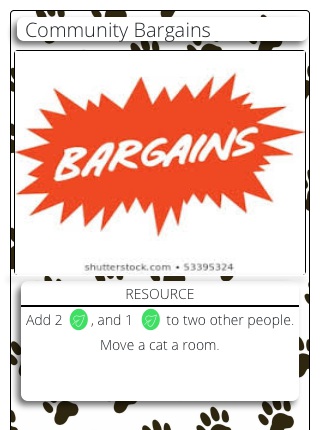 Community Bargains
BARGAINS
shutterstock.com • 53395324
RESOURCE
Add 2 , and 1 to two other people.
Move a cat a room.